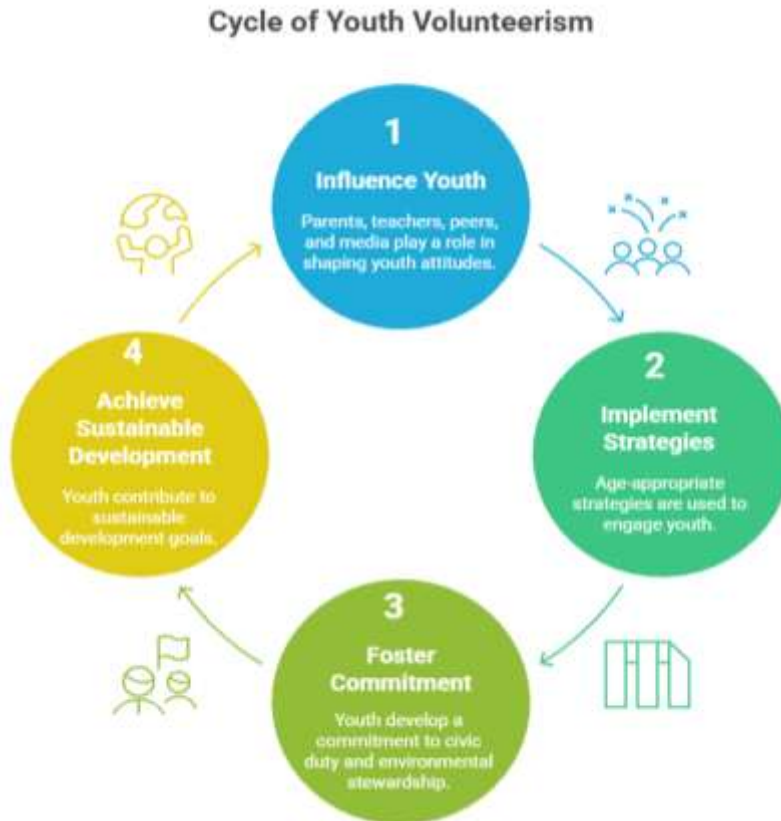 Cycle of Youth Volunteerism
1
Influence Youth
Parents, teachers, peers,
and media play a role in
shaping youth attitudes.
2
Implement
Strategies
Age-appropriate
strategies are used to
engage youth.
3
Foster
Commitment
Youth develop a
commitment to civic
duty and environmental
stewardship.
4
Achieve
Sustainable
Development
Youth contribute to
sustainable
development goals.